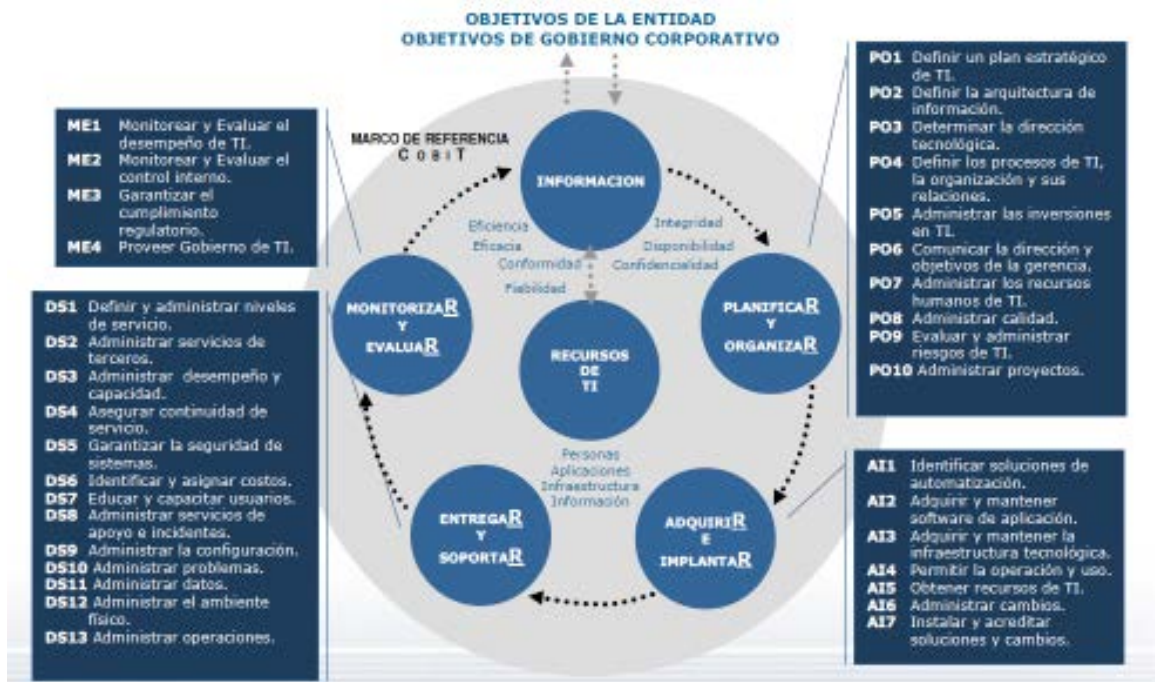 OBJETIVOS DE LA ENTIDAD
OBJETIVOS DE GOBIERNO CORPORATIVO
MARCO DE REFERENCIA
COBIT
INFORMACION
Eficiencia
Eficacia
Conformidad
Fiabilidad
Integridad
Disponibilidad
Confidencialidad
MONITORIZAR
Y
EVALUAR
RECURSOS
DE
TI
PLANIFICAR
Y
ORGANIZAR
Personas
Aplicaciones
Infraestructura
Información
ENTREGAR
Y
SOPORTAR
ADQUIRIR
E
IMPLANTAR
ME1 Monitorear y Evaluar el
desempeño de TI.
ME2 Monitorear y Evaluar el
control interno.
ME3 Garantizar el
cumplimiento
regulatorio.
ME4 Proveer Gobierno de TI.
DS1 Definir y administrar niveles
de servicio.
DS2 Administrar servicios de
terceros.
DS3 Administrar desempeño y
capacidad.
DS4 Asegurar continuidad de
servicio.
DS5 Garantizar la seguridad de
sistemas.
DS6 Identificar y asignar costos.
DS7 Educar y capacitar usuarios.
DS8 Administrar servicios de
apoyo e incidentes.
DS9 Administrar la configuración.
DS10 Administrar problemas.
DS11 Administrar datos.
DS12 Administrar el ambiente
físico.
DS13 Administrar operaciones.
PO1 Definir un plan estratégico
de TI.
PO2 Definir la arquitectura de
información.
PO3 Determinar la dirección
tecnológica.
PO4 Definir los procesos de TI,
la organización y sus
relaciones.
PO5 Administrar las inversiones
en TI.
PO6 Comunicar la dirección y
objetivos de la gerencia.
PO7 Administrar los recursos
humanos de TI.
PO8 Administrar calidad.
PO9 Evaluar y administrar
riesgos de TI.
PO10 Administrar proyectos.
AI1 Identificar soluciones de
automatización.
AI2 Adquirir y mantener
software de aplicación.
AI3 Adquirir y mantener la
infraestructura tecnológica.
AI4 Permitir la operación y uso.
AI5 Obtener recursos de TI.
AI6 Administrar cambios.
AI7 Instalar y acreditar
soluciones y cambios.